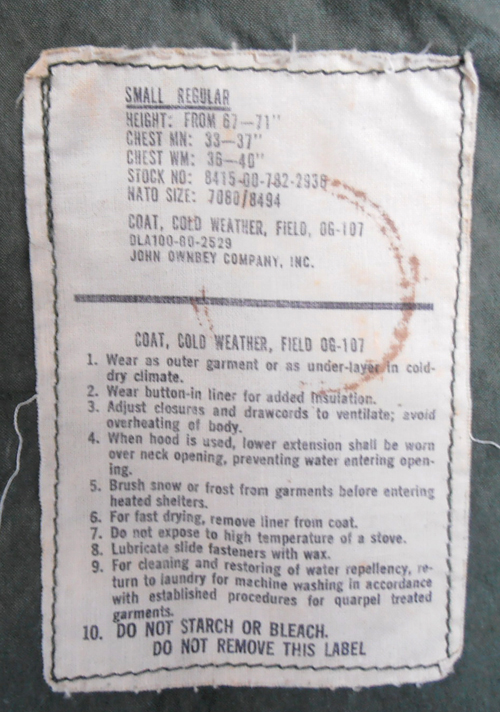 SMALL REGULAR
HEIGHT: FROM 67-71"
CHEST MN: 33-37"
CHEST WM: 36-40"
STOCK NO: 8415-00-782-2936
NATO SIZE: 7080/8494
COAT, COLD WEATHER, FIELD, OG-107
DLA100-80-2529
JOHN OWNBEY COMPANY, INC.
COAT, COLD WEATHER, FIELD OG-107
1. Wear as outer garment or as under-layer in cold-
dry climate.
2. Wear button-in liner for added insulation.
3. Adjust closures and drawcords to ventilate; avoid
overheating of body.
4. When hood is used, lower extension shall be worn
over neck opening, preventing water entering open-
ing.
5. Brush snow or frost from garments before entering
heated shelters.
6. For fast drying, remove liner from coat.
7. Do not expose to high temperature of a stove.
8. Lubricate slide fasteners with wax.
9. For cleaning and restoring of water repellency, re-
turn to laundry for machine washing in accordance
with established procedures for quarpel treated
garments.
10. DO NOT STARCH OR BLEACH.
DO NOT REMOVE THIS LABEL